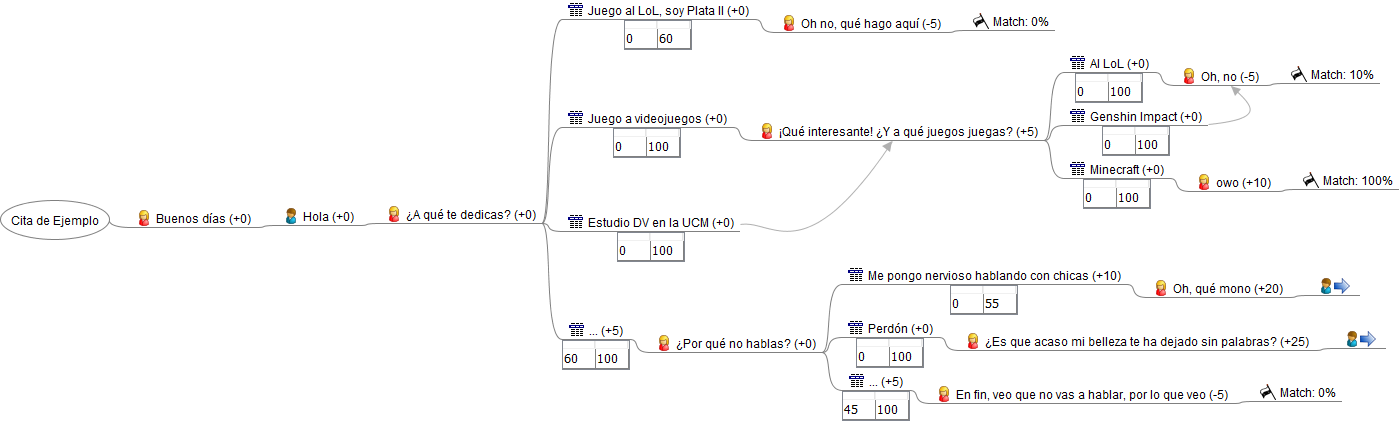 Cita de Ejemplo
Buenos días (+0)
Hola (+0)
¿A qué te dedicas? (+0)
Juego al LoL, soy Plata II (+0)
0 60
Oh no, qué hago aquí (-5)
Match: 0%
Juego a videojuegos (+0)
0 100
¡Qué interesante! ¿Y a qué juegos juegas? (+5)
Al LoL (+0)
0 100
Oh, no (-5)
Match: 10%
Genshin Impact (+0)
0 100
Minecraft (+0)
0 100
owo (+10)
Match: 100%
Estudio DV en la UCM (+0)
0 100
... (+5)
60 100
¿Por qué no hablas? (+0)
Me pongo nervioso hablando con chicas (+10)
0 55
Oh, qué mono (+20)
Perdón (+0)
0 100
¿Es que acaso mi belleza te ha dejado sin palabras? (+25)
... (+5)
45 100
En fin, veo que no vas a hablar, por lo que veo (-5)
Match: 0%